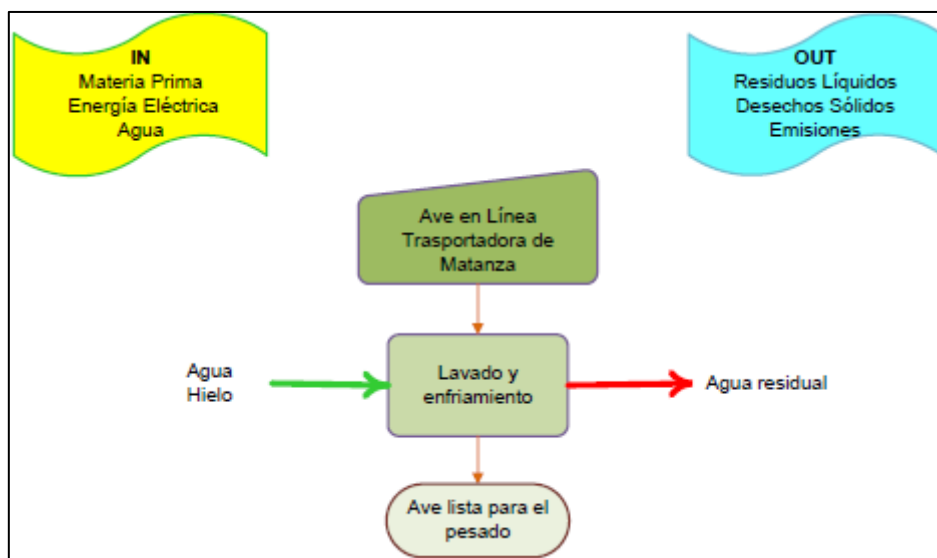 IN
Materia Prima
Energía Eléctrica
Agua
OUT
Residuos Líquidos
Desechos Sólidos
Emisiones
Ave en Línea
Trasportadora de
Matanza
Agua
Hielo
Lavado y
enfriamiento
Agua residual
Ave lista para el
pesado